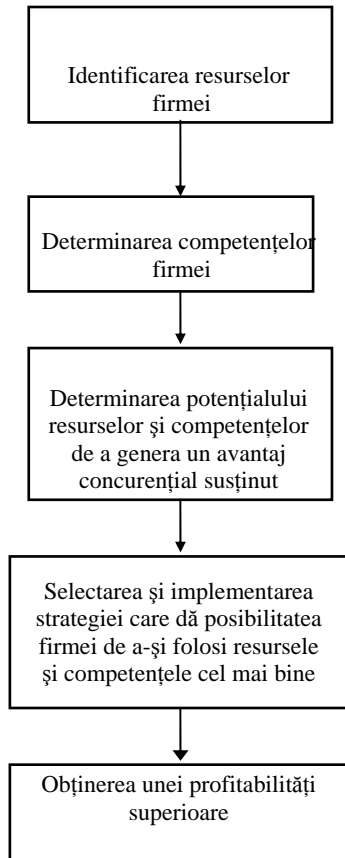 Identificarea resurselor
firmei
Determinarea competențelor
firmei
Determinarea potențialului
resurselor şi competențelor
de a genera un avantaj
concurențial susținut
Selectarea şi implementarea
strategiei care dă posibilitatea
firmei de a-şi folosi resursele
şi competențele cel mai bine
Obținerea unei profitabilități
superioare